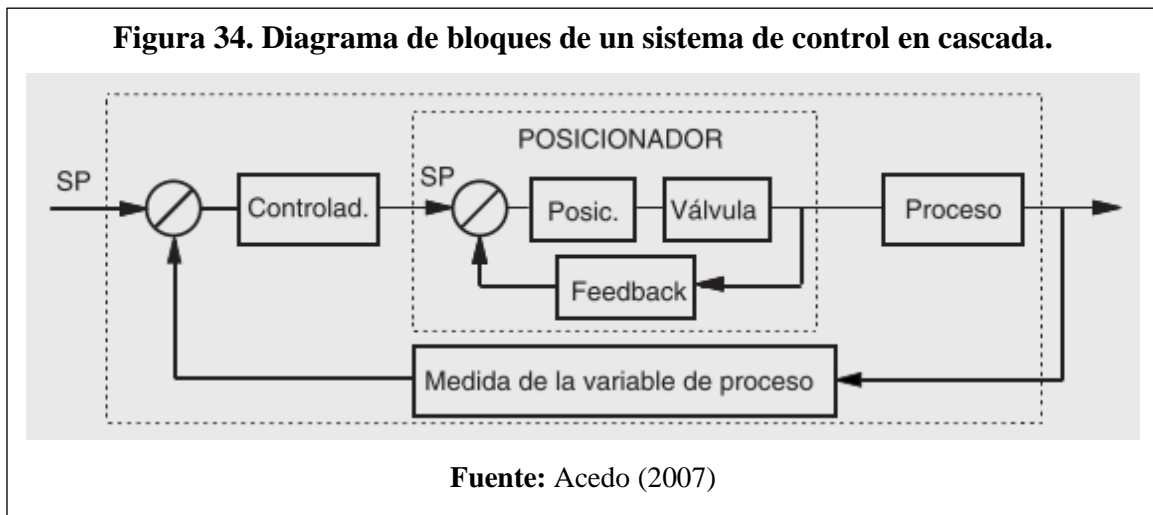 Figura 34. Diagrama de bloques de un sistema de control en cascada.
POSICIONADOR
SP
SP
Controlad.
Posic.
Válvula
Proceso
Feedback
Medida de la variable de proceso
Fuente: Acedo (2007)